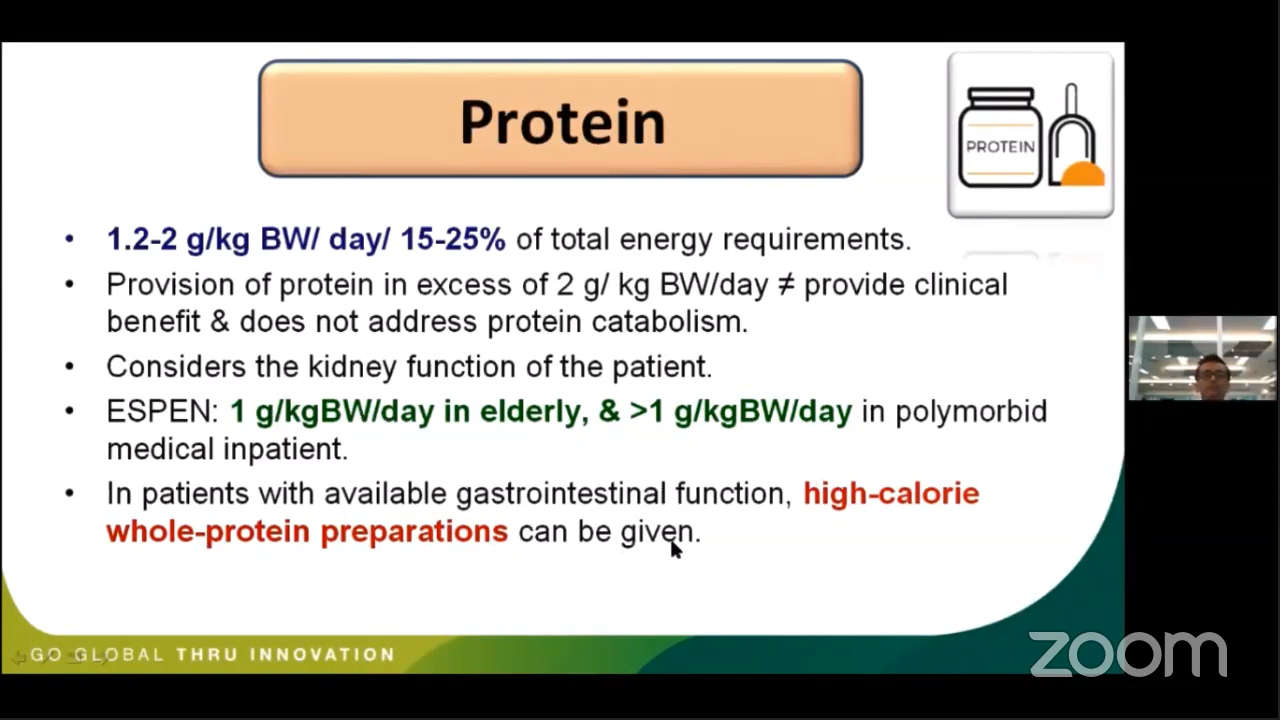 Protein
PROTEIN
• 1.2-2 g/kg BW/ day/ 15-25% of total energy requirements.
• Provision of protein in excess of 2 g/ kg BW/day ≠ provide clinical
benefit & does not address protein catabolism.
• Considers the kidney function of the patient.
• ESPEN: 1 g/kgBW/day in elderly, & >1 g/kgBW/day in polymorbid
medical inpatient.
• In patients with available gastrointestinal function, high-calorie
whole-protein preparations can be given.
GO GLOBAL THRU INNOVATION
zoom